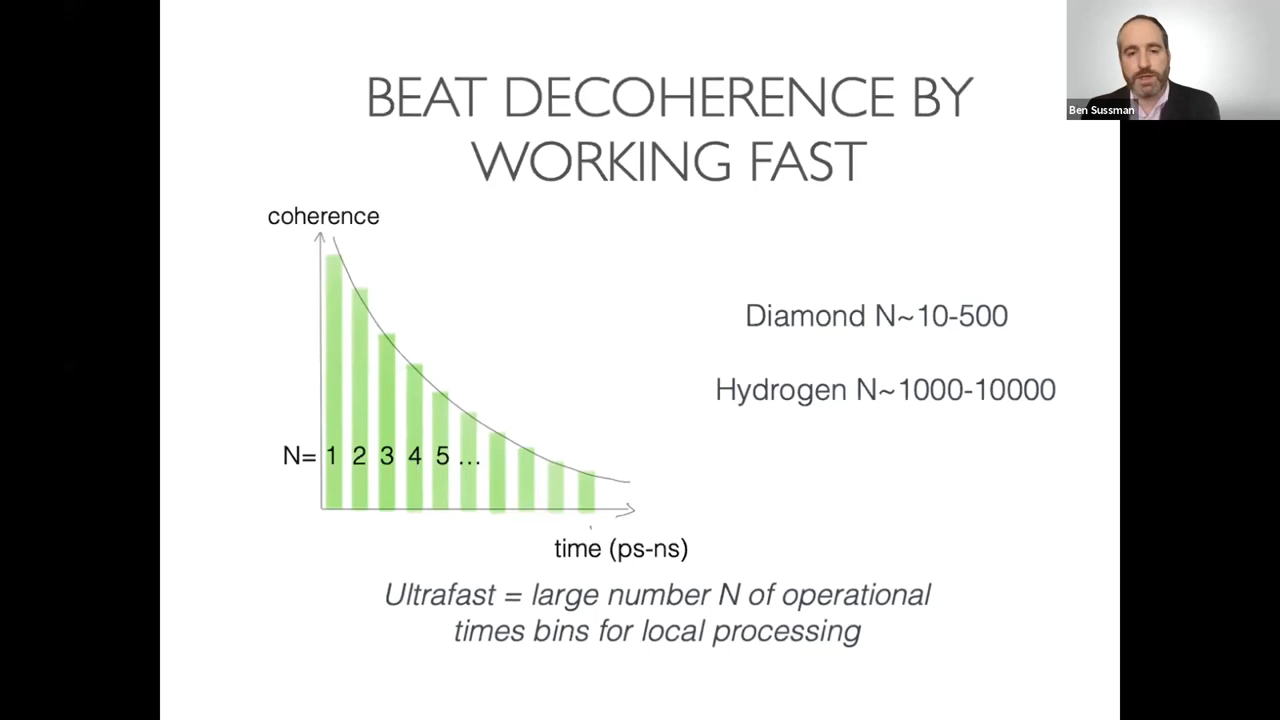 Ben Sussman
BEAT DECOHERENCE BY
WORKING FAST
coherence
Diamond N~10-500
Hydrogen N~1000-10000
N= 1 2 3 4 5 ...
time (ps-ns)
Ultrafast = large number N of operational
times bins for local processing